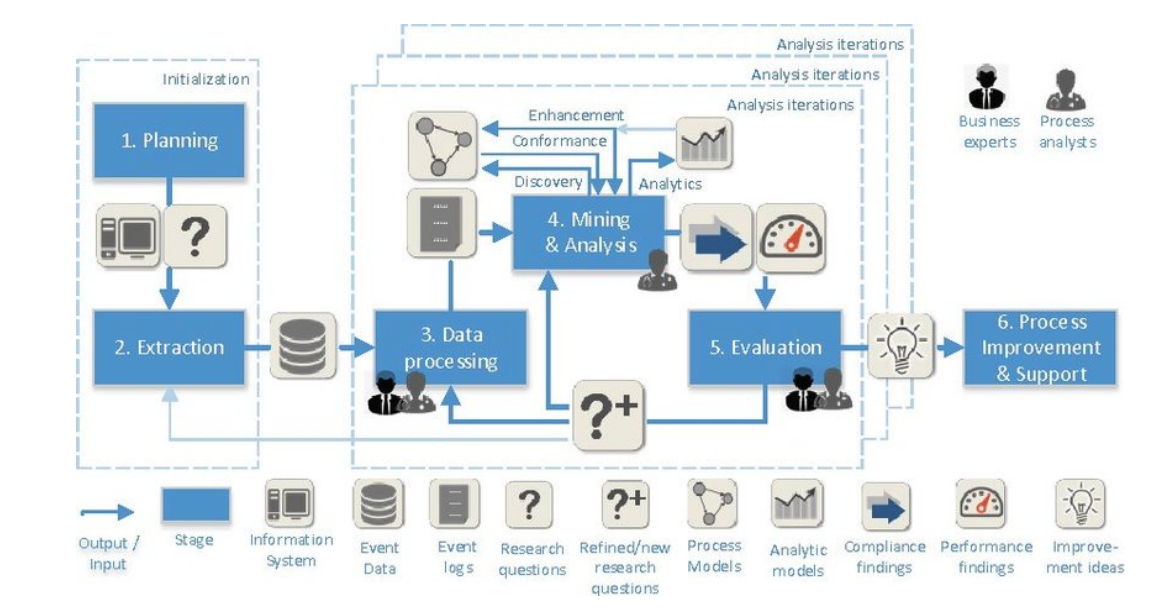 Analysis iterations
Analysis iterations
Analysis iterations
Initialization
1. Planning
Enhancement
Conformance
Discovery
Analytics
Business
experts
Process
analysts
4. Mining
& Analysis
?
2. Extraction
3. Data
processing
5. Evaluation
6. Process
Improvement
& Support
?+
Output /
Input
Stage
Information
System
Event
Data
Event
logs
?
Research
questions
?+
Refined/new
research
questions
Process
Models
Analytic
models
Compliance
findings
Performance
findings
Improve-
ment ideas